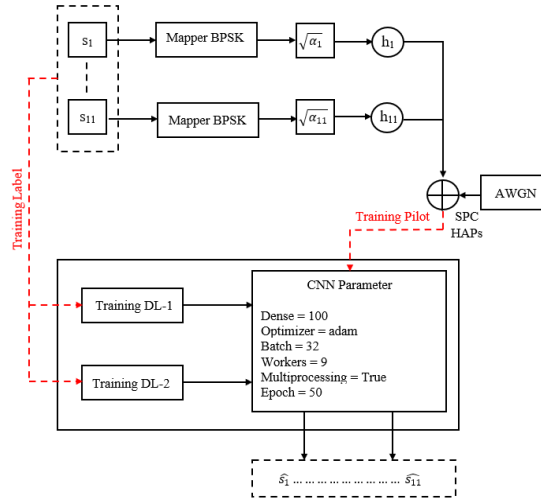 s₁
Mapper BPSK
√α₁
h₁
s₁₁
Mapper BPSK
√α₁₁
h₁₁
AWGN
Training Label
Training Pilot
SPC
HAPs
CNN Parameter
Training DL-1
Dense = 100
Optimizer = adam
Batch = 32
Workers = 9
Multiprocessing = True
Epoch = 50
Training DL-2
ŝ₁ ... ... ... ... ... ... ... ... ... ŝ₁₁